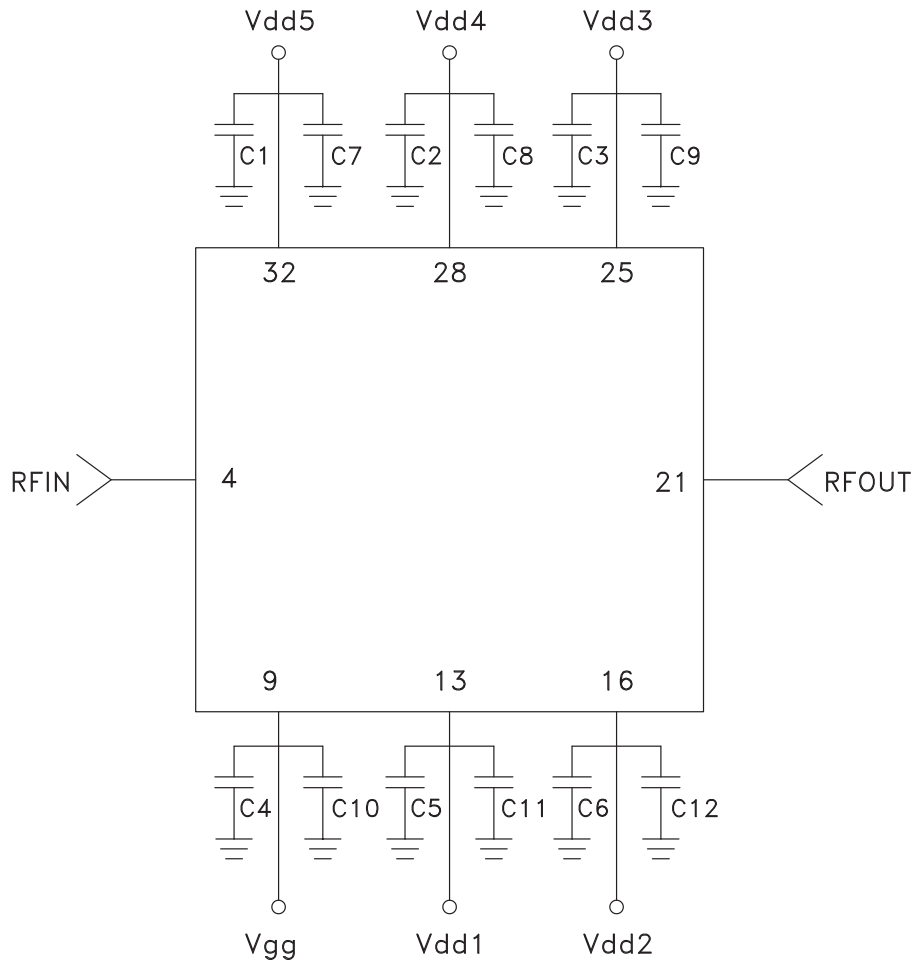 Vdd5 Vdd4 Vdd3
C1 C7 C2 C8 C3 C9
32 28 25
RFIN 4 21 RFOUT
9 13 16
C4 C10 C5 C11 C6 C12
Vgg Vdd1 Vdd2